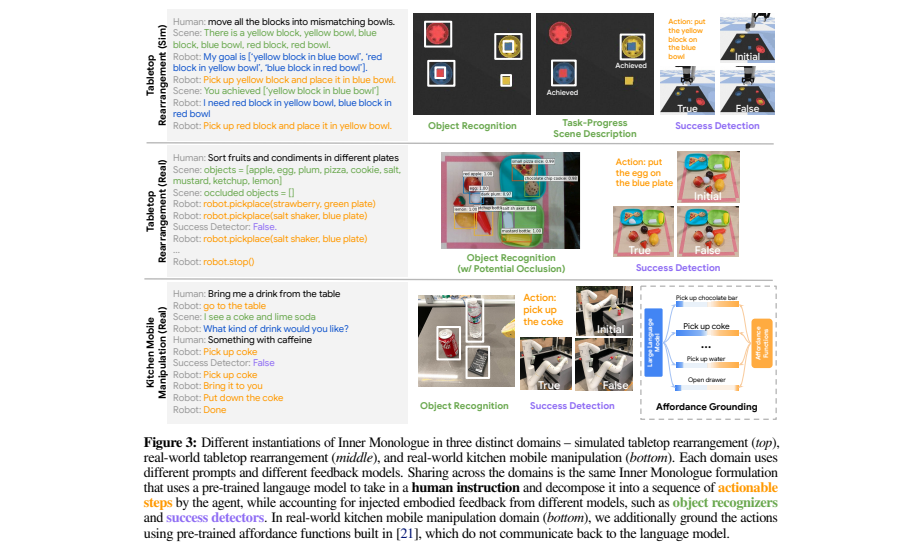 Tabletop
Rearrangement (Sim)
Human: move all the blocks into mismatching bowls.
Scene: There is a yellow block, yellow bowl, blue
block, blue bowl, red block, red bowl.
Robot: My goal is ['yellow block in blue bowl', 'red
block in yellow bowl', 'blue block in red bowl'].
Robot: Pick up yellow block and place it in blue bowl.
Scene: You achieved ['yellow block in blue bowl']
Robot: I need red block in yellow bowl, blue block in
red bowl
Robot: Pick up red block and place it in yellow bowl.
Object Recognition
Achieved
Achieved
Task-Progress
Scene Description
Action: put
the yellow
block on
the blue
bowl
Initial
True
False
Success Detection
Tabletop
Rearrangement (Real)
Human: Sort fruits and condiments in different plates
Scene: objects = [apple, egg, plum, pizza, cookie, salt,
mustard, ketchup, lemon]
Scene: occluded objects = []
Robot: robot.pickplace(strawberry, green plate)
Robot: robot.pickplace(salt shaker, blue plate)
Success Detector: False.
Robot: robot.pickplace(salt shaker, blue plate)
...
Robot: robot.stop()
Object Recognition
(w/ Potential Occlusion)
Action: put
the egg on
the blue plate
Initial
True
False
Success Detection
Kitchen Mobile
Manipulation (Real)
Human: Bring me a drink from the table
Robot: go to the table
Scene: I see a coke and lime soda
Robot: What kind of drink would you like?
Human: Something with caffeine
Robot: Pick up coke
Success Detector: False
Robot: Pick up coke
Robot: Bring it to you
Robot: Put down the coke
Robot: Done
Object Recognition
Action:
pick up
the coke
Initial
True
False
Success Detection
Large Language
Model
Pick up chocolate bar
Pick up coke
...
Pick up water
Open drawer
Affordance
Functions
Affordance Grounding
Figure 3: Different instantiations of Inner Monologue in three distinct domains – simulated tabletop rearrangement (top),
real-world tabletop rearrangement (middle), and real-world kitchen mobile manipulation (bottom). Each domain uses
different prompts and different feedback models. Sharing across the domains is the same Inner Monologue formulation
that uses a pre-trained langauge model to take in a human instruction and decompose it into a sequence of actionable
steps by the agent, while accounting for injected embodied feedback from different models, such as object recognizers
and success detectors. In real-world kitchen mobile manipulation domain (bottom), we additionally ground the actions
using pre-trained affordance functions built in [21], which do not communicate back to the language model.